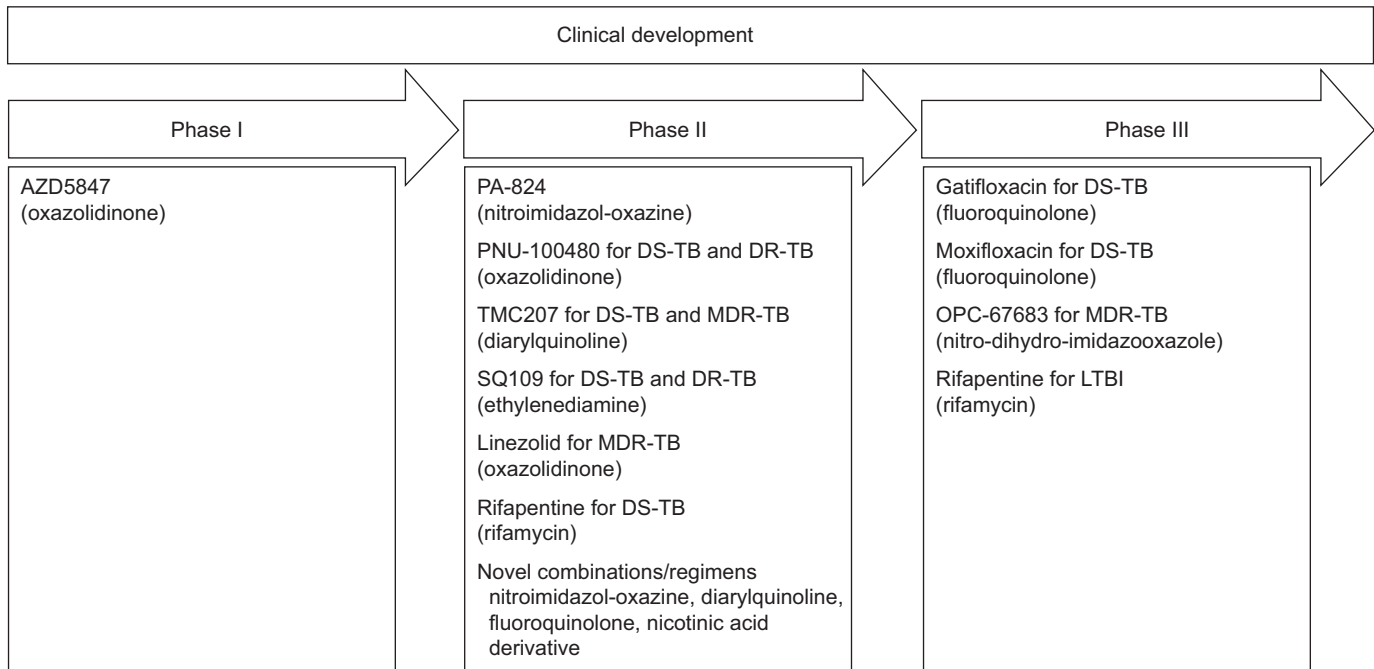 Clinical development
Phase I
Phase II
Phase III
AZD5847
(oxazolidinone)
PA-824
(nitroimidazol-oxazine)
PNU-100480 for DS-TB and DR-TB
(oxazolidinone)
TMC207 for DS-TB and MDR-TB
(diarylquinoline)
SQ109 for DS-TB and DR-TB
(ethylenediamine)
Linezolid for MDR-TB
(oxazolidinone)
Rifapentine for DS-TB
(rifamycin)
Novel combinations/regimens
nitroimidazol-oxazine, diarylquinoline,
fluoroquinolone, nicotinic acid
derivative
Gatifloxacin for DS-TB
(fluoroquinolone)
Moxifloxacin for DS-TB
(fluoroquinolone)
OPC-67683 for MDR-TB
(nitro-dihydro-imidazooxazole)
Rifapentine for LTBI
(rifamycin)